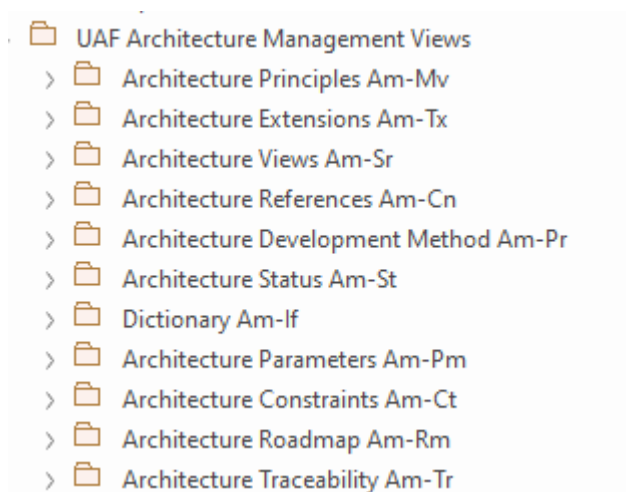 UAF Architecture Management Views
Architecture Principles Am-Mv
Architecture Extensions Am-Tx
Architecture Views Am-Sr
Architecture References Am-Cn
Architecture Development Method Am-Pr
Architecture Status Am-St
Dictionary Am-If
Architecture Parameters Am-Pm
Architecture Constraints Am-Ct
Architecture Roadmap Am-Rm
Architecture Traceability Am-Tr